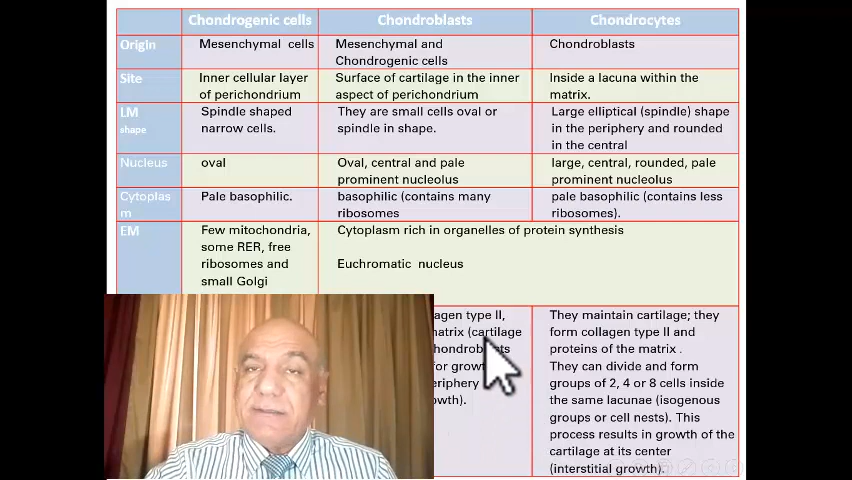 Chondrogenic cells
Chondroblasts
Chondrocytes
Origin
Mesenchymal cells
Mesenchymal and
Chondrogenic cells
Chondroblasts
Site
Inner cellular layer
of perichondrium
Surface of cartilage in the inner
aspect of perichondrium
Inside a lacuna within the
matrix.
LM
shape
Spindle shaped
narrow cells.
They are small cells oval or
spindle in shape.
Large elliptical (spindle) shape
in the periphery and rounded
in the central
Nucleus
oval
Oval, central and pale
prominent nucleolus
large, central, rounded, pale
prominent nucleolus
Cytoplas
m
Pale basophilic.
basophilic (contains many
ribosomes
pale basophilic (contains less
ribosomes).
EM
Few mitochondria,
some RER, free
ribosomes and
small Golgi
Cytoplasm rich in organelles of protein synthesis
Euchromatic nucleus
type II,
(cartilage
growth
They maintain cartilage; they
form collagen type II and
proteins of the matrix .
They can divide and form
groups of 2, 4 or 8 cells inside
the same lacunae (isogenous
groups or cell nests). This
process results in growth of the
cartilage at its center
(interstitial growth).